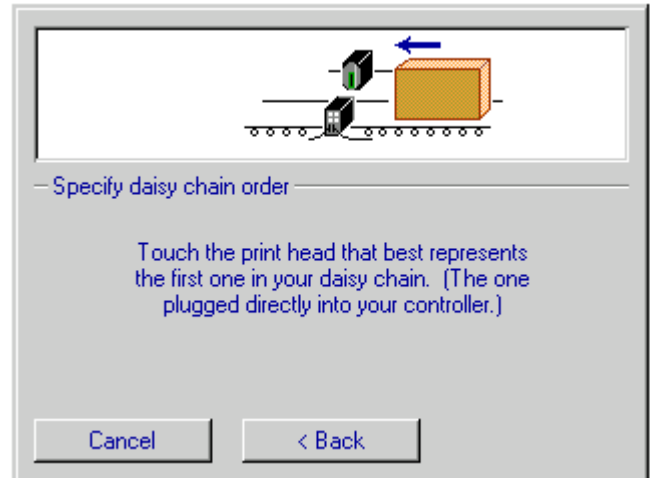 Specify daisy chain order
Touch the print head that best represents
the first one in your daisy chain.  (The one
plugged directly into your controller.)
Cancel
< Back